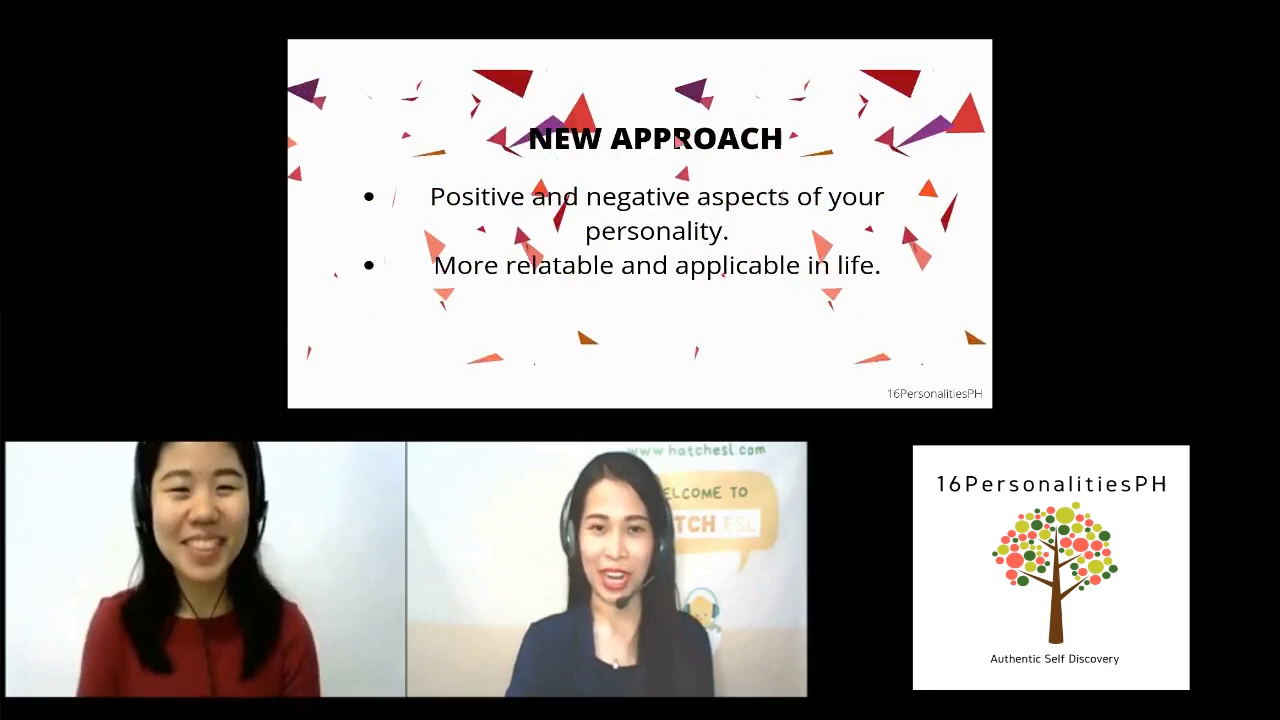 NEW APPROACH
• Positive and negative aspects of your
personality.
• More relatable and applicable in life.
16PersonalitiesPH
www.hatchesl.com
ELCOME TO
TCH ESL
16PersonalitiesPH
Authentic Self Discovery